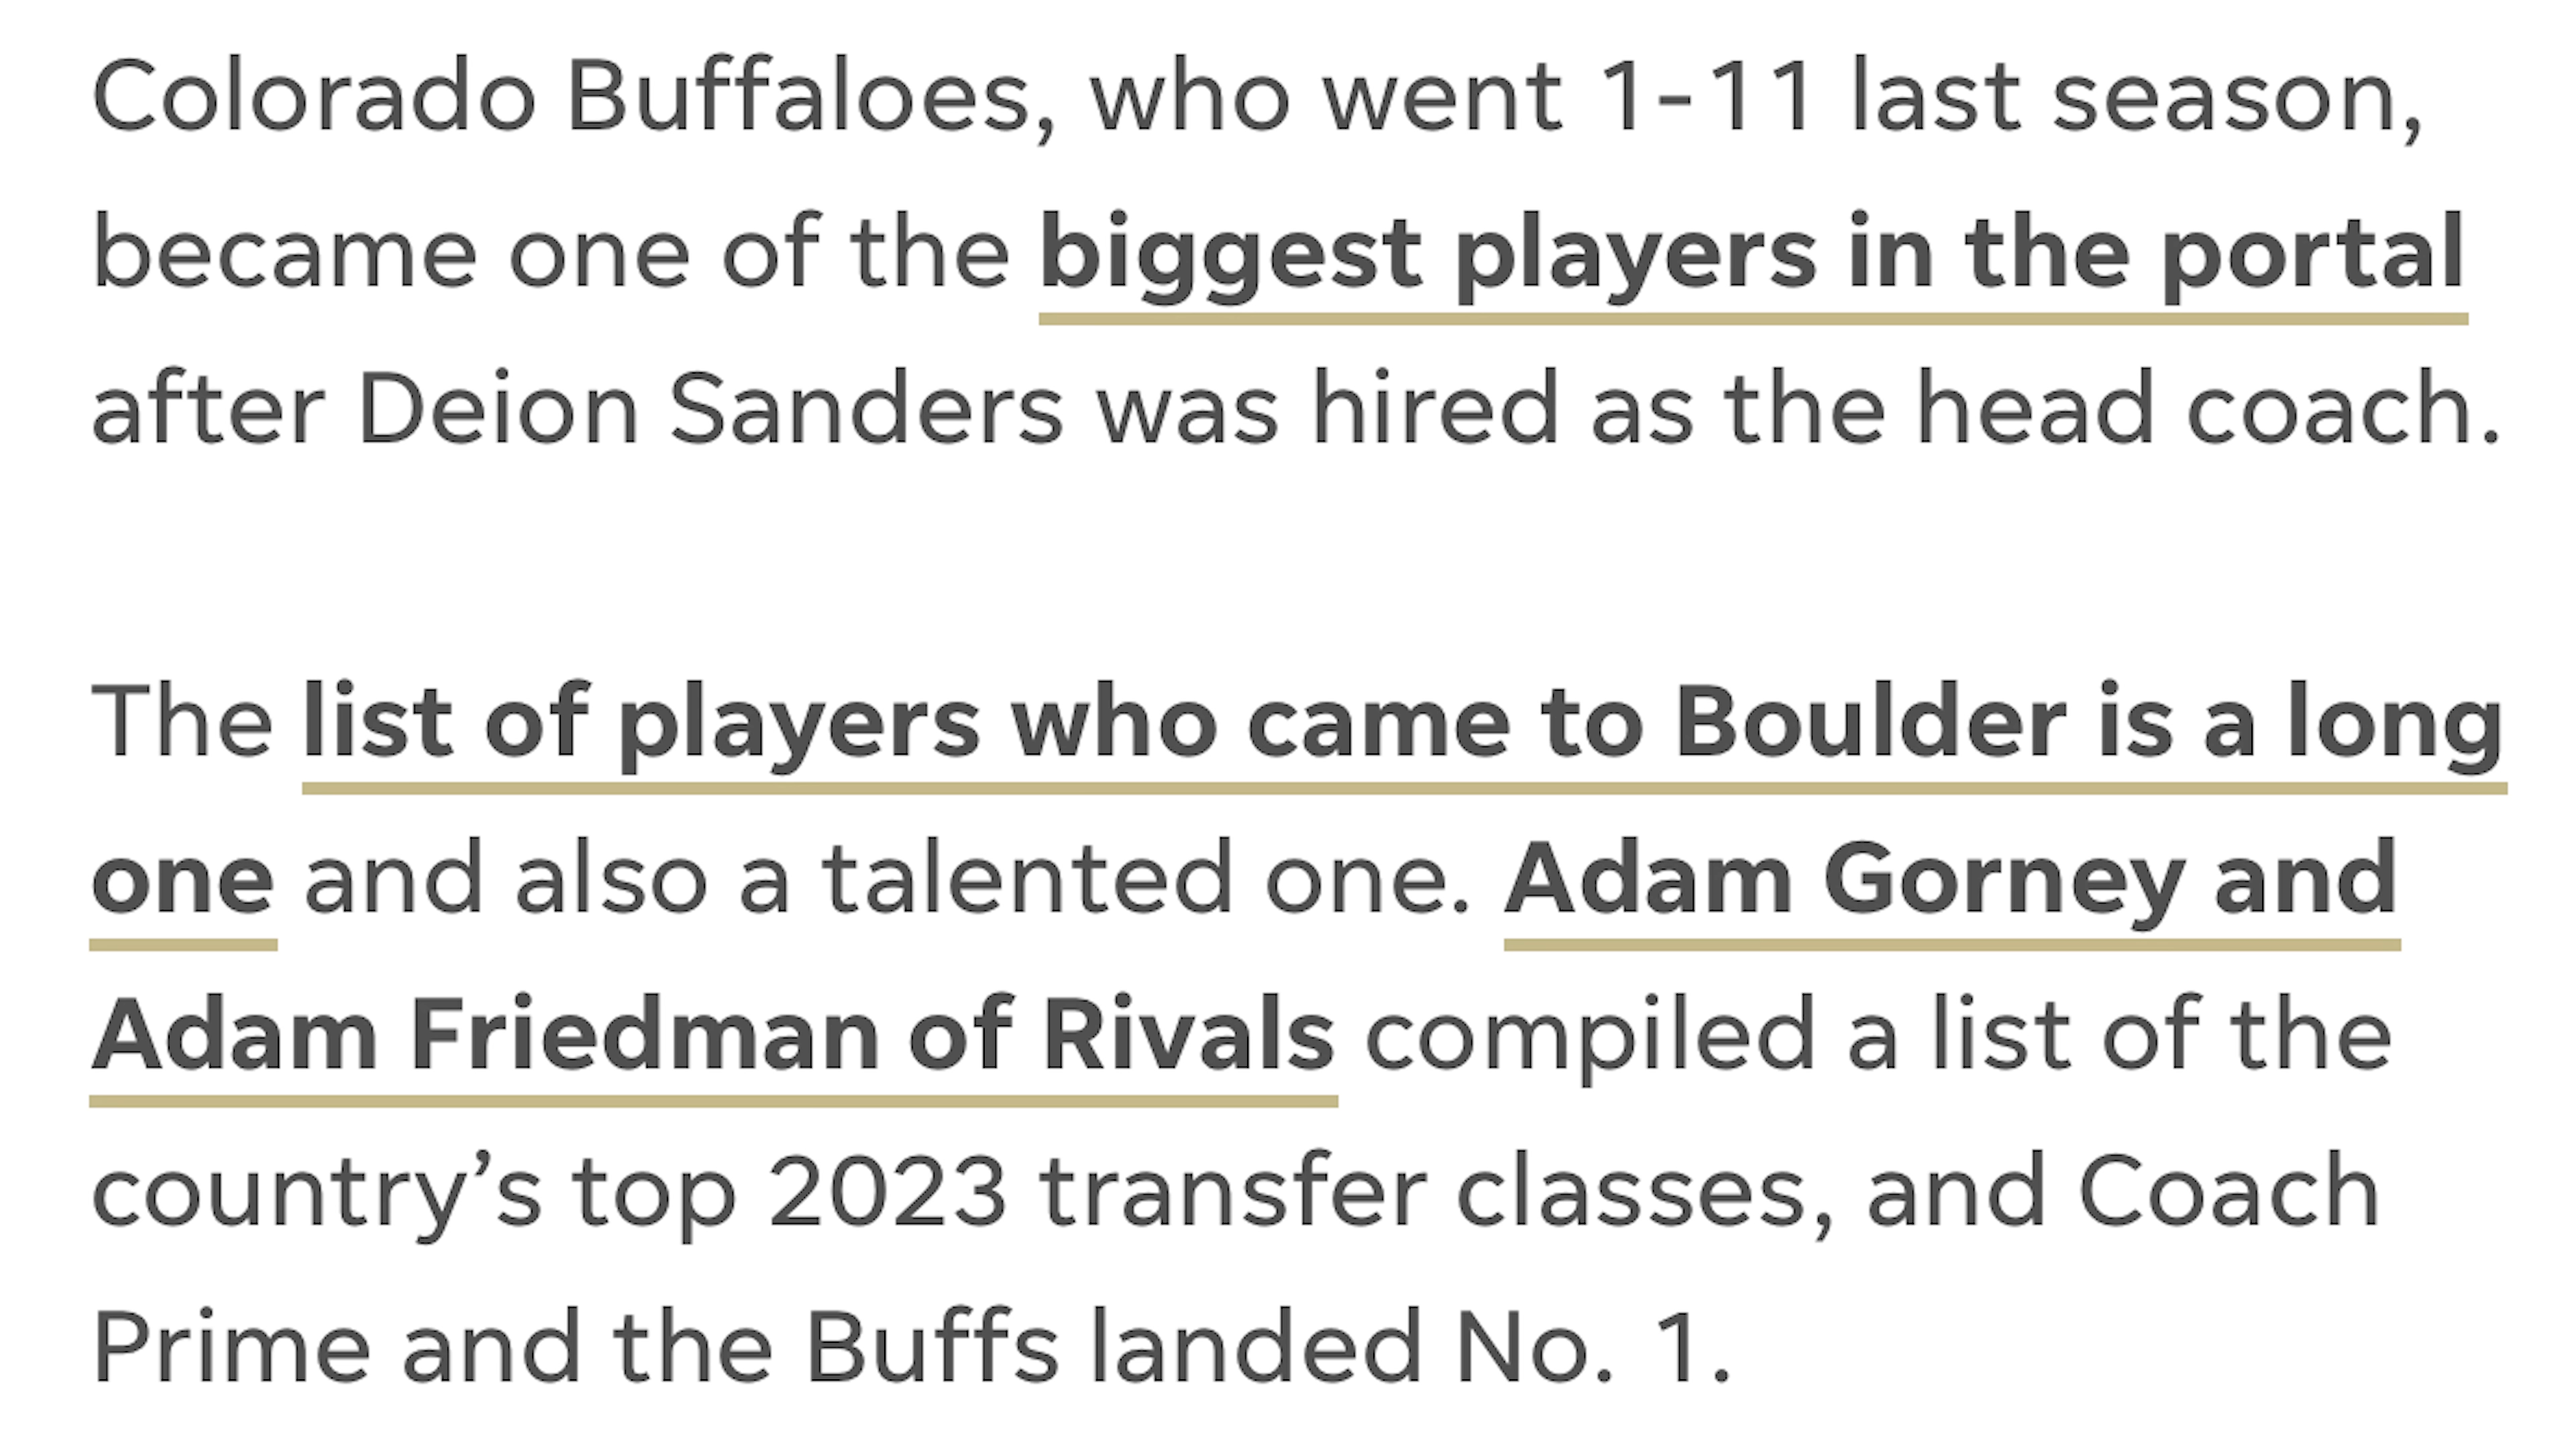 Colorado Buffaloes, who went 1-11 last season,
became one of the biggest players in the portal
after Deion Sanders was hired as the head coach.
The list of players who came to Boulder is a long
one and also a talented one. Adam Gorney and
Adam Friedman of Rivals compiled a list of the
country’s top 2023 transfer classes, and Coach
Prime and the Buffs landed No. 1.